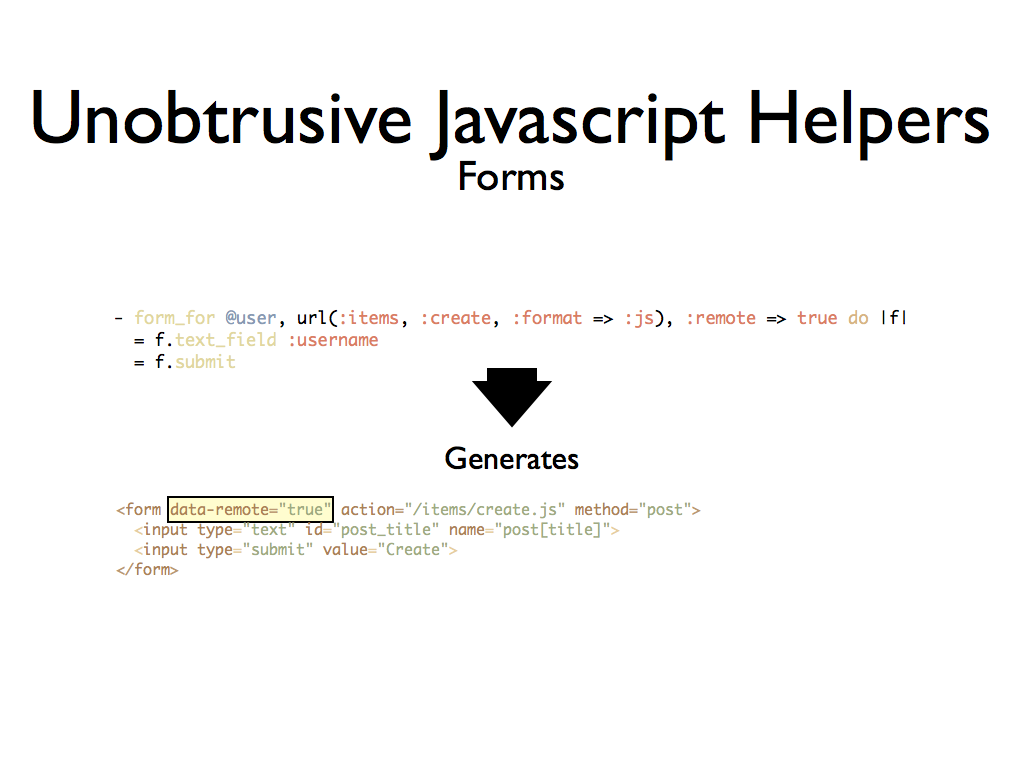 Unobtrusive Javascript Helpers
Forms
- form_for @user, url(:items, :create, :format => :js), :remote => true do |f|
= f.text_field :username
= f.submit
Generates
<form data-remote="true" action="/items/create.js" method="post">
<input type="text" id="post_title" name="post[title]">
<input type="submit" value="Create">
</form>